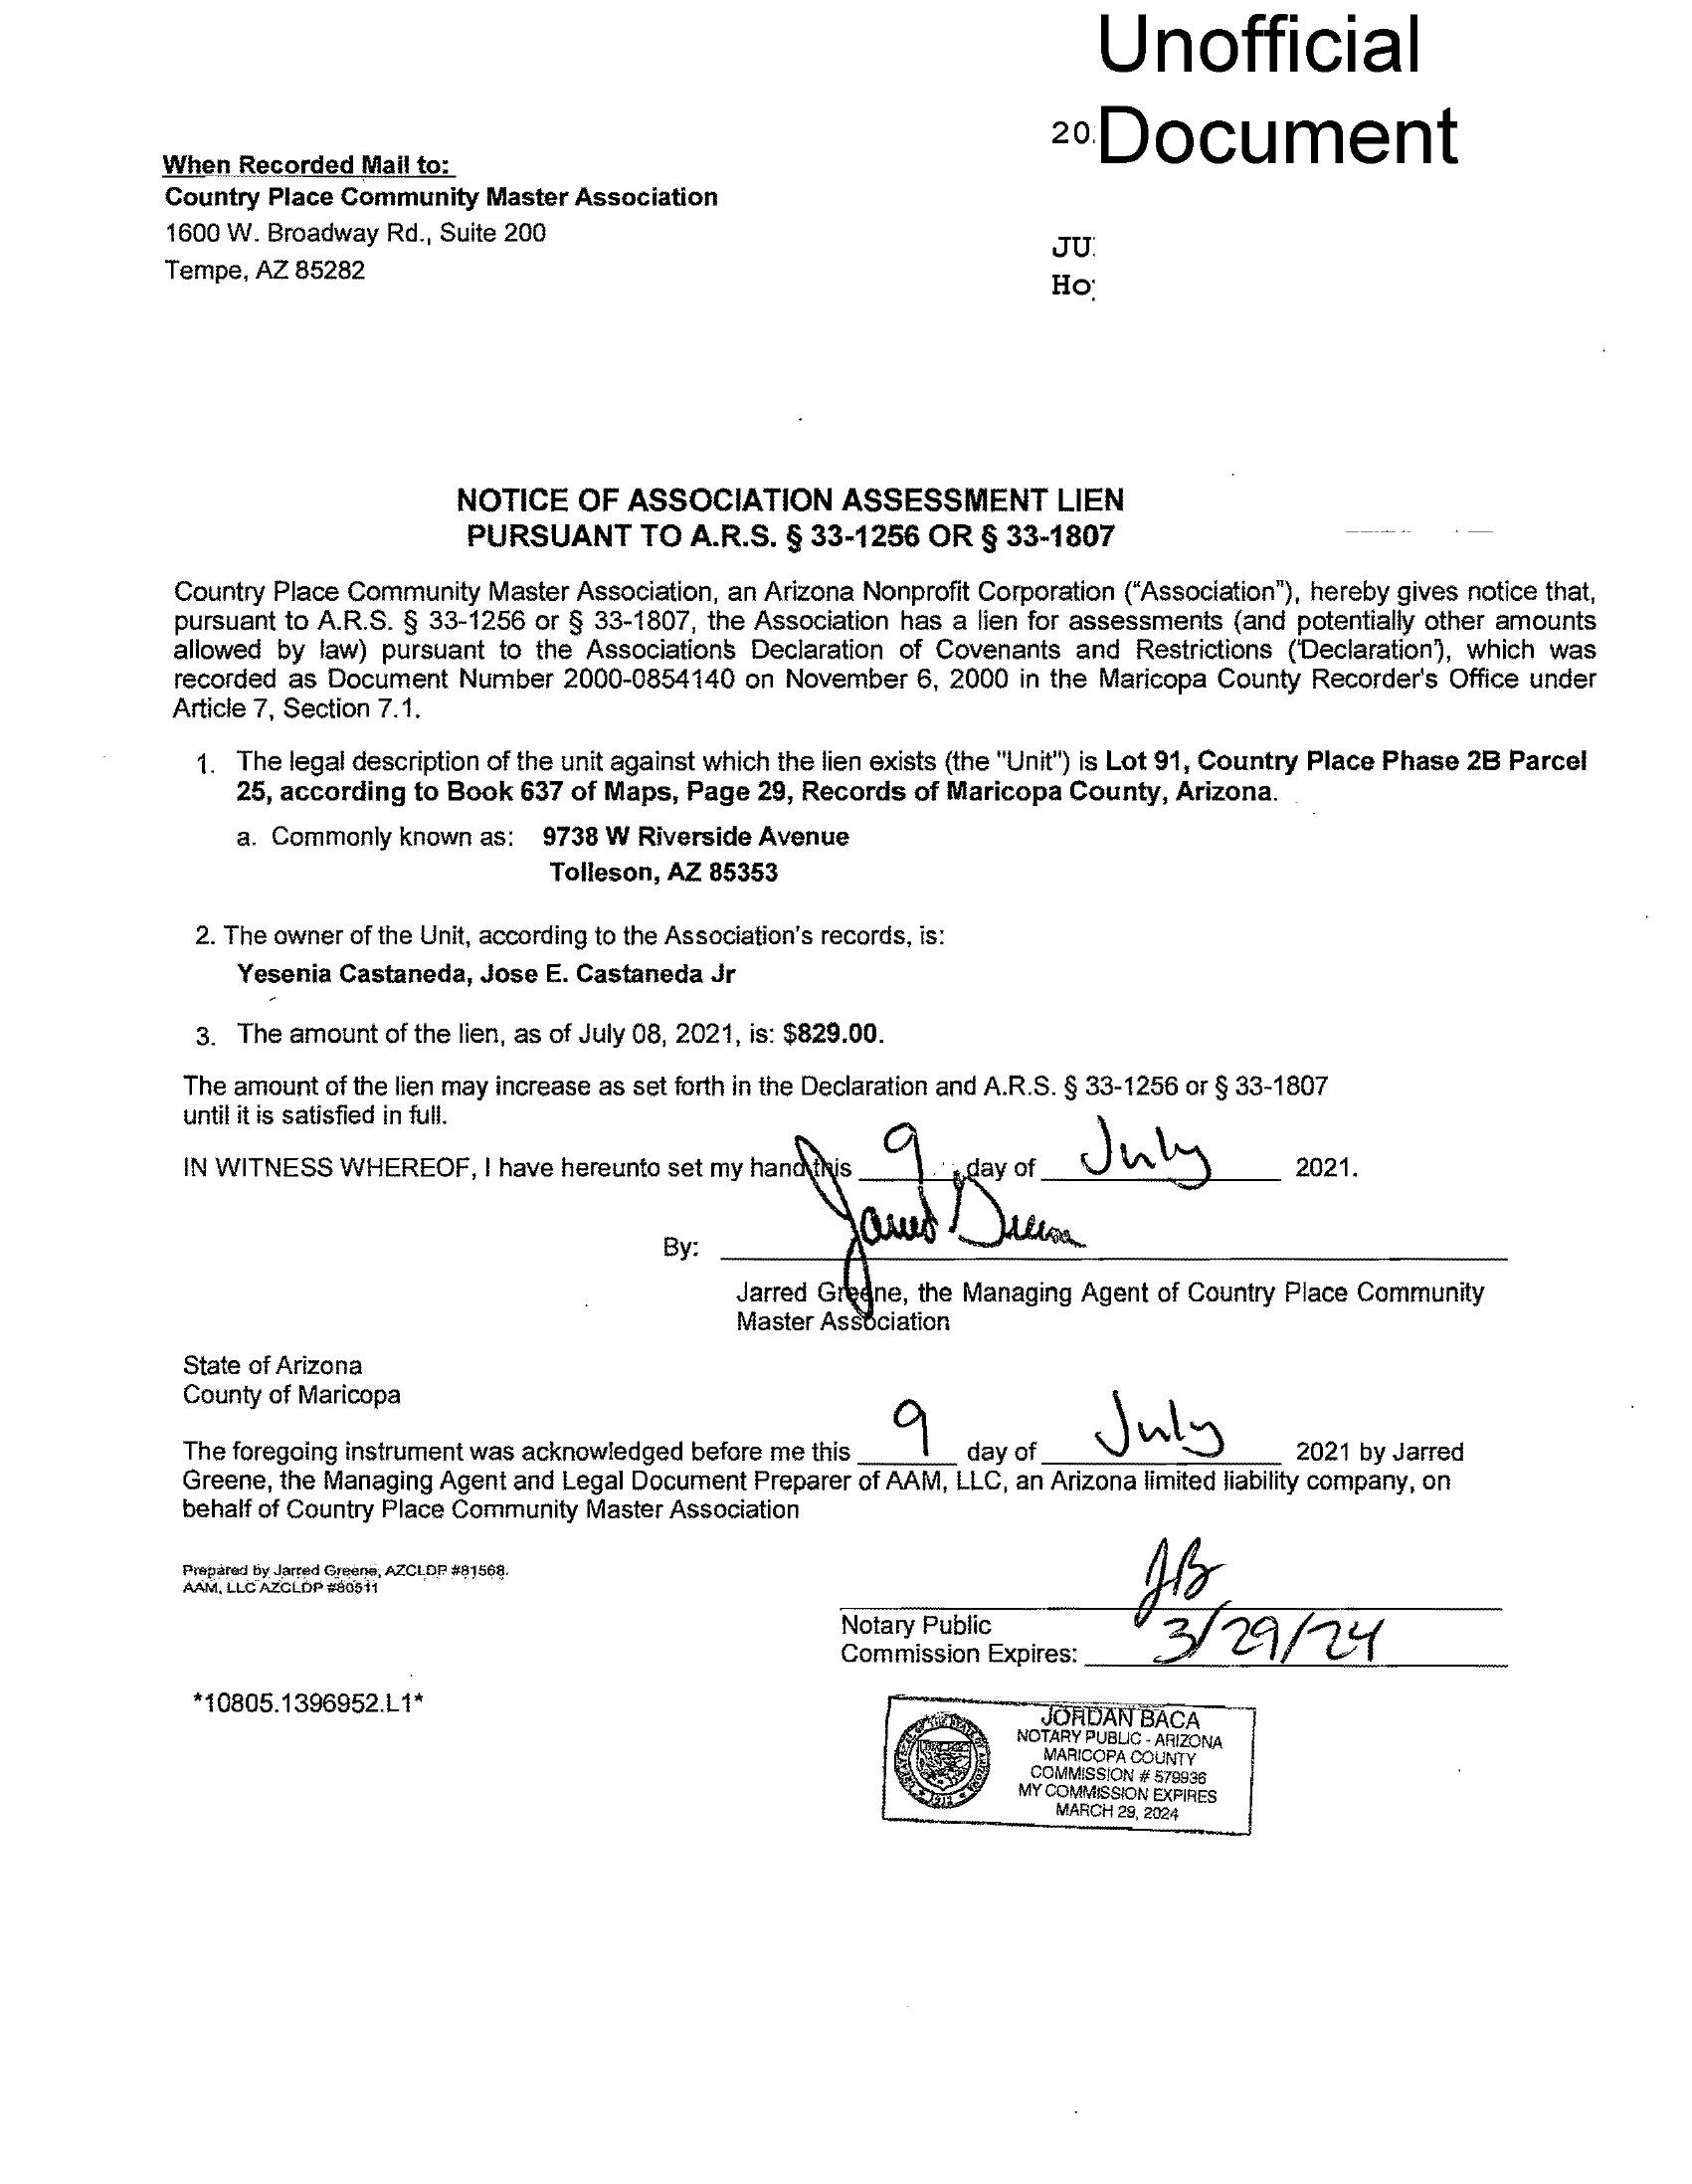 Unofficial
20 Document
When Recorded Mail to:
Country Place Community Master Association
1600 W. Broadway Rd., Suite 200
Tempe, AZ 85282
JU
Ho
NOTICE OF ASSOCIATION ASSESSMENT LIEN
PURSUANT TO A.R.S. § 33-1256 OR § 33-1807
Country Place Community Master Association, an Arizona Nonprofit Corporation ("Association"), hereby gives notice that,
pursuant to A.R.S. § 33-1256 or § 33-1807, the Association has a lien for assessments (and potentially other amounts
allowed by law) pursuant to the Association's Declaration of Covenants and Restrictions ("Declaration"), which was
recorded as Document Number 2000-0854140 on November 6, 2000 in the Maricopa County Recorder's Office under
Article 7, Section 7.1.
1. The legal description of the unit against which the lien exists (the "Unit") is Lot 91, Country Place Phase 2B Parcel
25, according to Book 637 of Maps, Page 29, Records of Maricopa County, Arizona.
a. Commonly known as: 9738 W Riverside Avenue
Tolleson, AZ 85353
2. The owner of the Unit, according to the Association's records, is:
Yesenia Castaneda, Jose E. Castaneda Jr
3. The amount of the lien, as of July 08, 2021, is: $829.00.
The amount of the lien may increase as set forth in the Declaration and A.R.S. § 33-1256 or § 33-1807
until it is satisfied in full.
IN WITNESS WHEREOF, I have hereunto set my hand this 9 day of July 2021.
By: Jarred Greene
Jarred Greene, the Managing Agent of Country Place Community
Master Association
State of Arizona
County of Maricopa
The foregoing instrument was acknowledged before me this 9 day of July 2021 by Jarred
Greene, the Managing Agent and Legal Document Preparer of AAM, LLC, an Arizona limited liability company, on
behalf of Country Place Community Master Association
Prepared by Jarred Greene, AZCLDP #81568.
AAM, LLC AZCLDP #80511
JB
Notary Public
Commission Expires: 3/29/24
*10805.1396952.L1*
JORDAN BACA
NOTARY PUBLIC - ARIZONA
MARICOPA COUNTY
COMMISSION # 579936
MY COMMISSION EXPIRES
MARCH 29, 2024